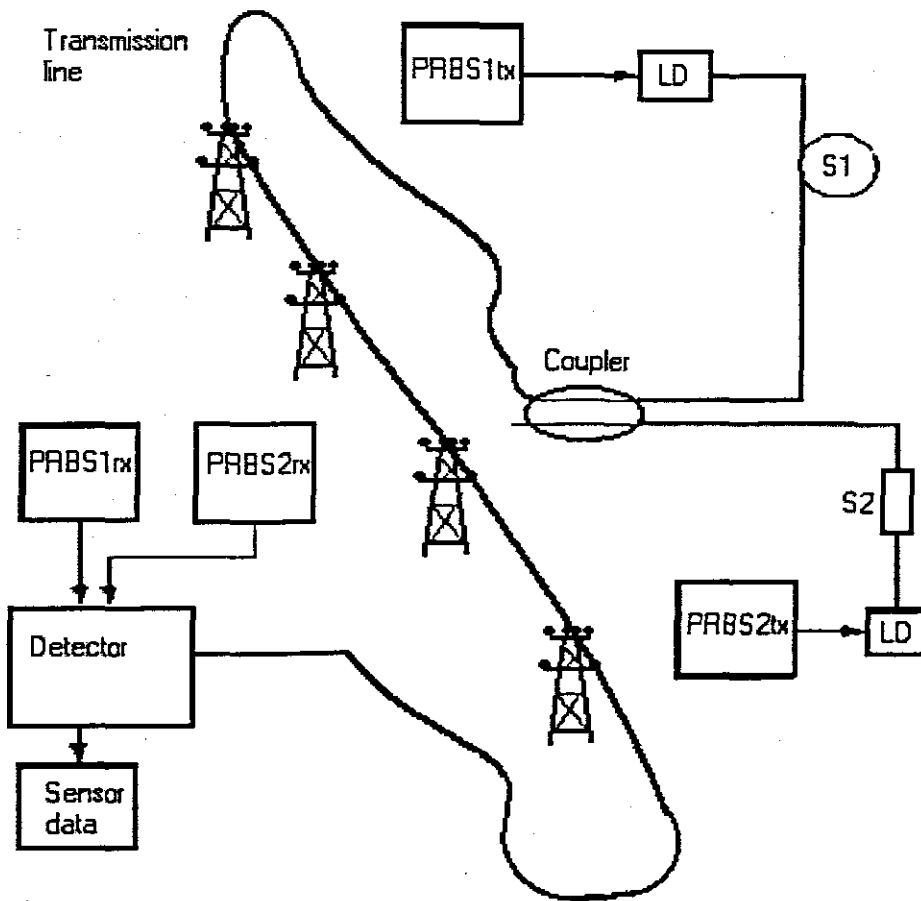 Transmission
line
PRBS1tx
LD
S1
Coupler
PRBS1rx
PRBS2rx
S2
PRBS2tx
LD
Detector
Sensor
data